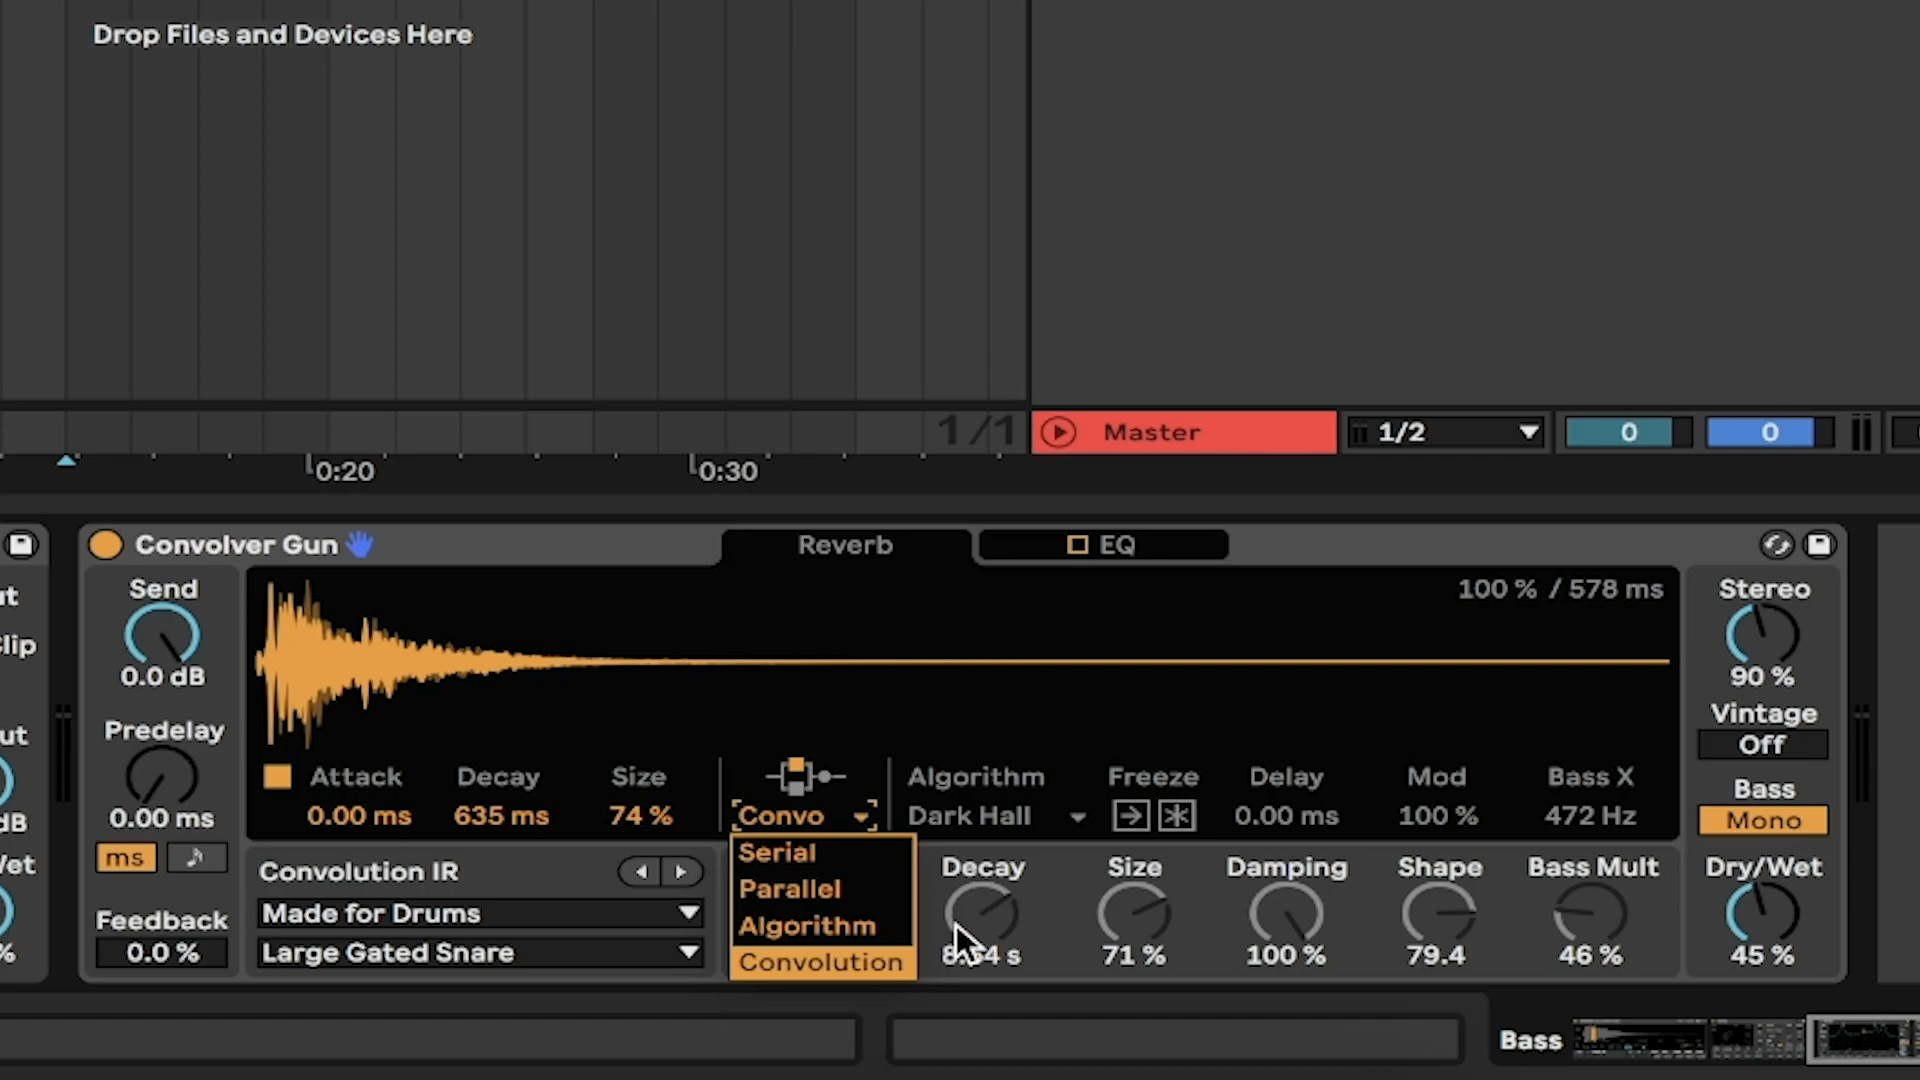 Drop Files and Devices Here
1/1
Master
1/2
0
0
0:20
0:30
Convolver Gun
Reverb
EQ
Send
0.0 dB
Predelay
0.00 ms
ms
Feedback
0.0 %
100 % / 578 ms
Attack
0.00 ms
Decay
635 ms
Size
74 %
Convo
Serial
Parallel
Algorithm
Convolution
Algorithm
Dark Hall
Freeze
Delay
0.00 ms
Mod
100 %
Bass X
472 Hz
Convolution IR
Made for Drums
Large Gated Snare
Decay
Size
71 %
Damping
100 %
Shape
79.4
Bass Mult
46 %
Stereo
90 %
Vintage
Off
Bass
Mono
Dry/Wet
45 %
Bass